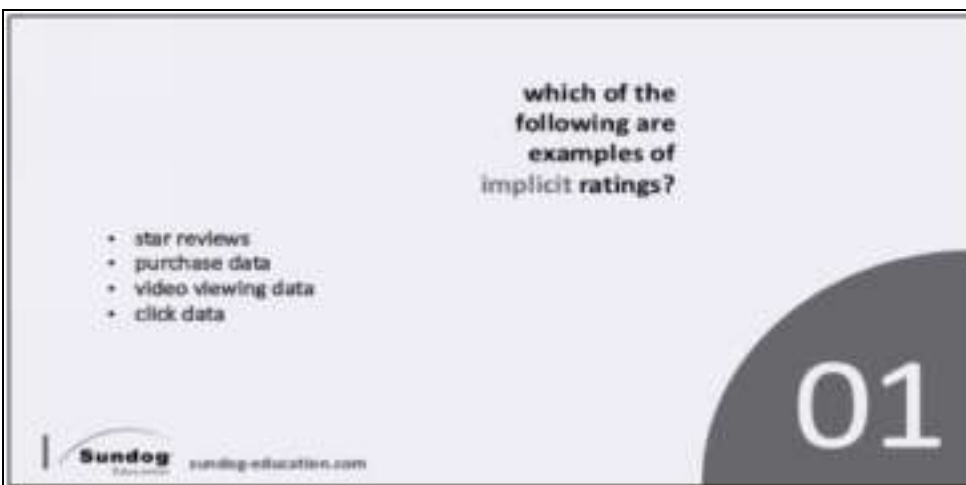 which of the
following are
examples of
implicit ratings?
• star reviews
• purchase data
• video viewing data
• click data
01
Sundog
Education
sundog-education.com